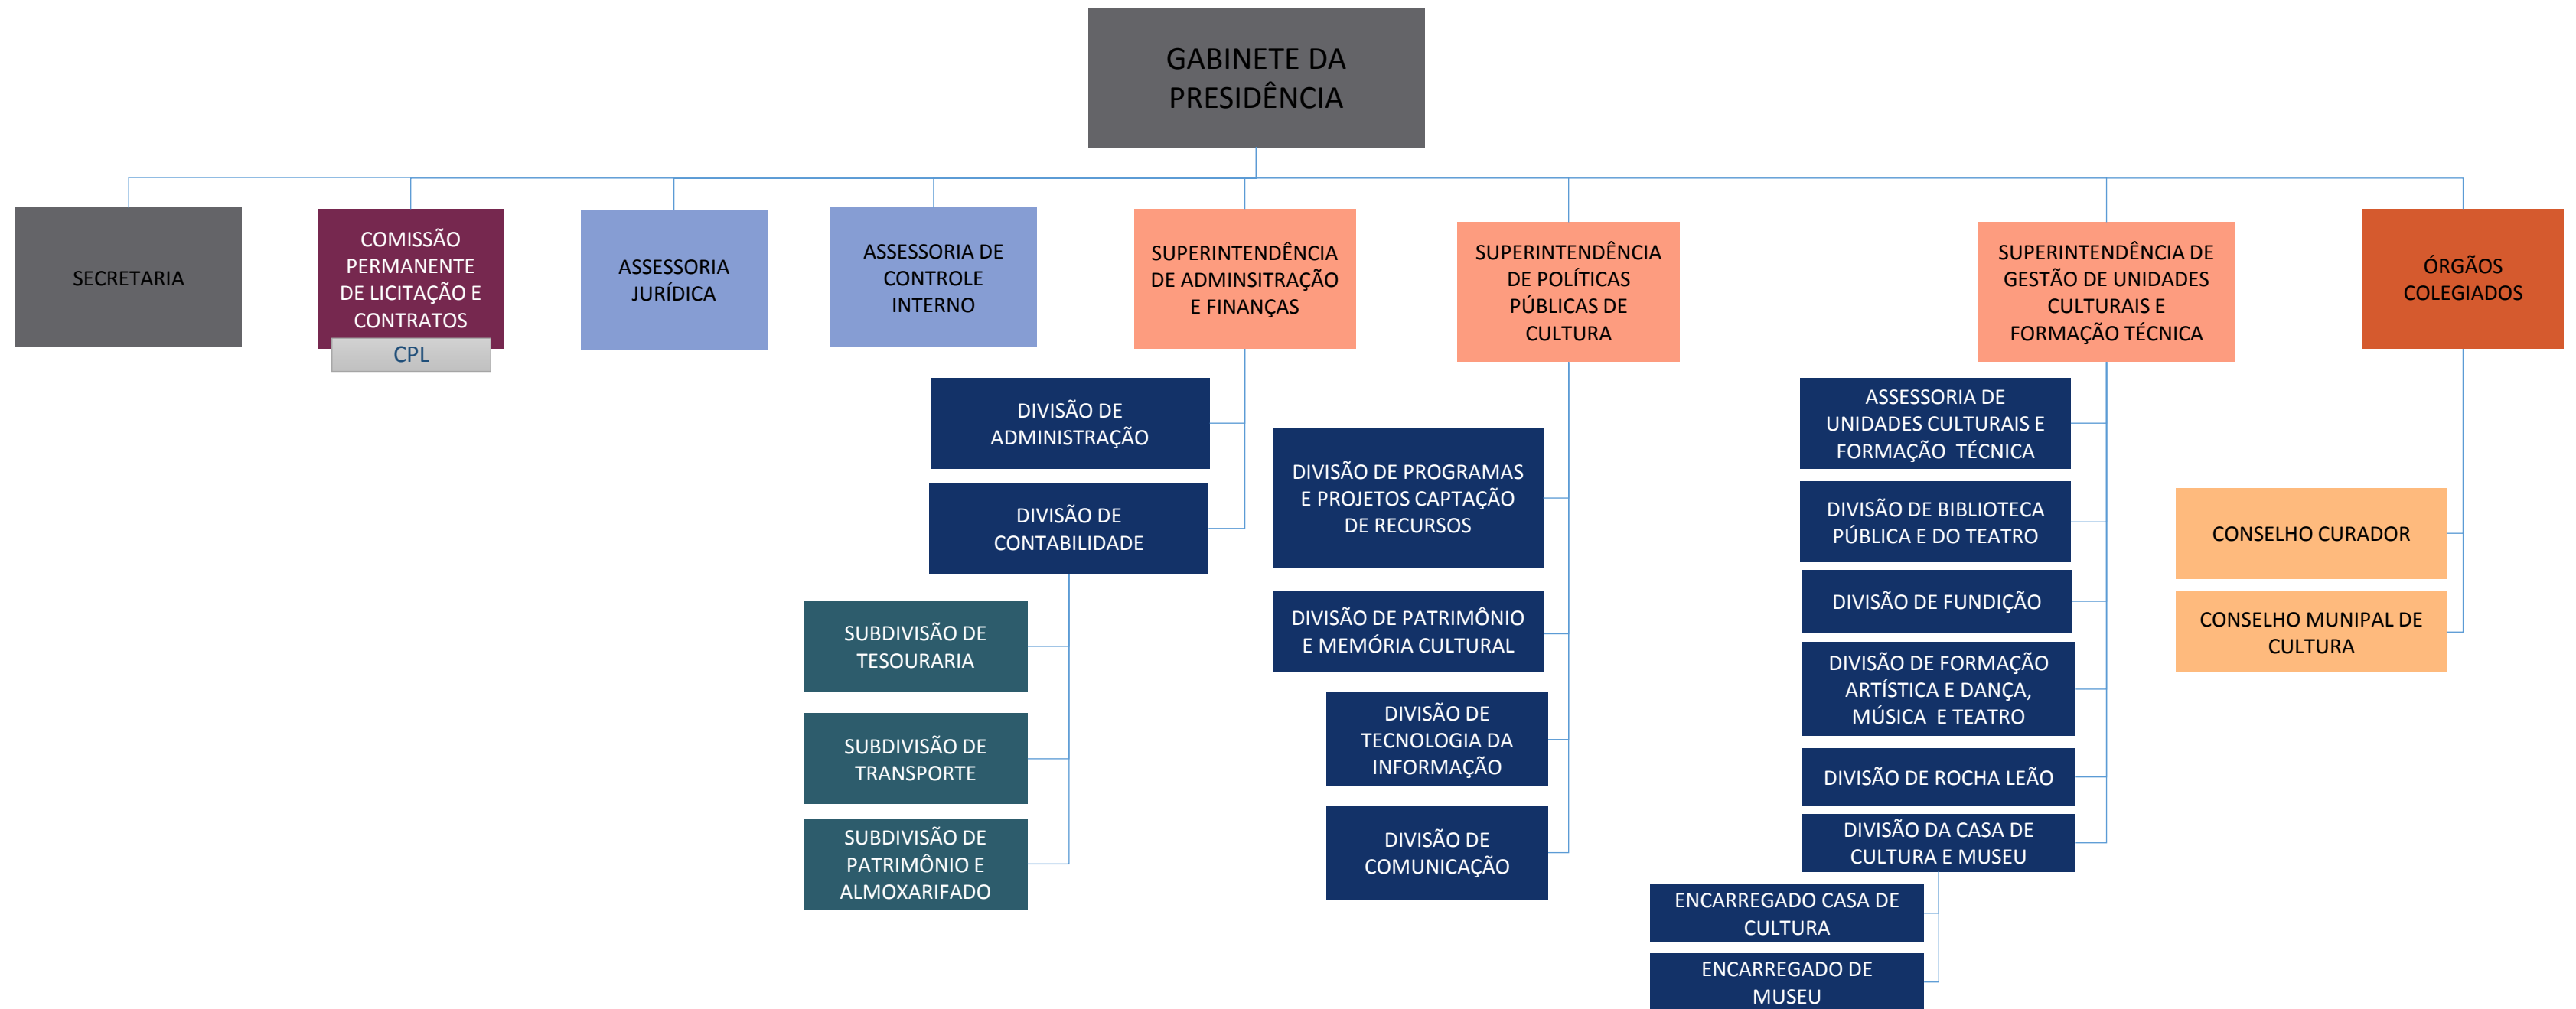 GABINETE DA
PRESIDÊNCIA
SECRETARIA
COMISSÃO
PERMANENTE
DE LICITAÇÃO E
CONTRATOS
CPL
ASSESSORIA
JURÍDICA
ASSESSORIA DE
CONTROLE
INTERNO
SUPERINTENDÊNCIA
DE ADMINSITRAÇÃO
E FINANÇAS
SUPERINTENDÊNCIA
DE POLÍTICAS
PÚBLICAS DE
CULTURA
SUPERINTENDÊNCIA DE
GESTÃO DE UNIDADES
CULTURAIS E
FORMAÇÃO TÉCNICA
ÓRGÃOS
COLEGIADOS
DIVISÃO DE
ADMINISTRAÇÃO
DIVISÃO DE
CONTABILIDADE
SUBDIVISÃO DE
TESOURARIA
SUBDIVISÃO DE
TRANSPORTE
SUBDIVISÃO DE
PATRIMÔNIO E
ALMOXARIFADO
DIVISÃO DE PROGRAMAS
E PROJETOS CAPTAÇÃO
DE RECURSOS
DIVISÃO DE PATRIMÔNIO
E MEMÓRIA CULTURAL
DIVISÃO DE
TECNOLOGIA DA
INFORMAÇÃO
DIVISÃO DE
COMUNICAÇÃO
ASSESSORIA DE
UNIDADES CULTURAIS E
FORMAÇÃO  TÉCNICA
DIVISÃO DE BIBLIOTECA
PÚBLICA E DO TEATRO
DIVISÃO DE FUNDIÇÃO
DIVISÃO DE FORMAÇÃO
ARTÍSTICA E DANÇA,
MÚSICA  E TEATRO
DIVISÃO DE ROCHA LEÃO
DIVISÃO DA CASA DE
CULTURA E MUSEU
ENCARREGADO CASA DE
CULTURA
ENCARREGADO DE
MUSEU
CONSELHO CURADOR
CONSELHO MUNIPAL DE
CULTURA